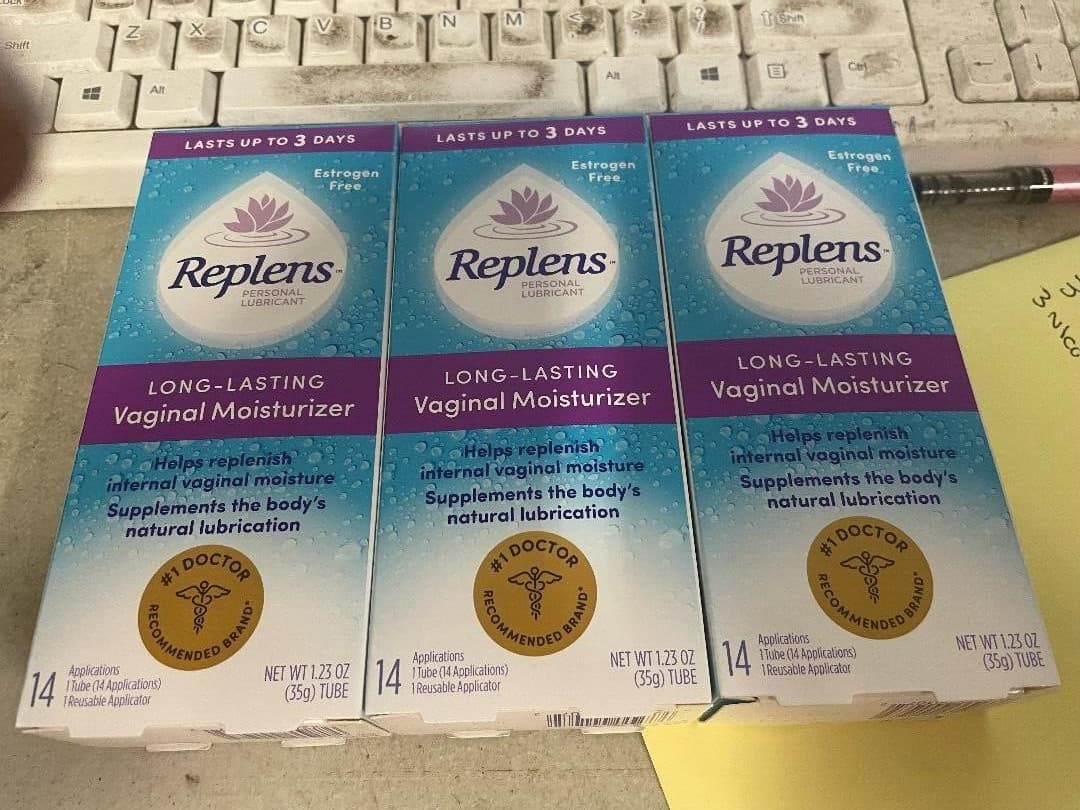 Lock
Shift
Z
X
C
V
B
N
M
<
>
?
Shift
Alt
Alt
Ctrl
LASTS UP TO 3 DAYS
Estrogen
Free
Replens™
PERSONAL
LUBRICANT
LONG-LASTING
Vaginal Moisturizer
Helps replenish
internal vaginal moisture
Supplements the body's
natural lubrication
#1 DOCTOR
RECOMMENDED BRAND*
14
Applications
1 Tube (14 Applications)
1 Reusable Applicator
NET WT 1.23 OZ
(35g) TUBE
LASTS UP TO 3 DAYS
Estrogen
Free
Replens™
PERSONAL
LUBRICANT
LONG-LASTING
Vaginal Moisturizer
Helps replenish
internal vaginal moisture
Supplements the body's
natural lubrication
#1 DOCTOR
RECOMMENDED BRAND*
14
Applications
1 Tube (14 Applications)
1 Reusable Applicator
NET WT 1.23 OZ
(35g) TUBE
LASTS UP TO 3 DAYS
Estrogen
Free
Replens™
PERSONAL
LUBRICANT
LONG-LASTING
Vaginal Moisturizer
Helps replenish
internal vaginal moisture
Supplements the body's
natural lubrication
#1 DOCTOR
RECOMMENDED BRAND*
14
Applications
1 Tube (14 Applications)
1 Reusable Applicator
NET WT 1.23 OZ
(35g) TUBE